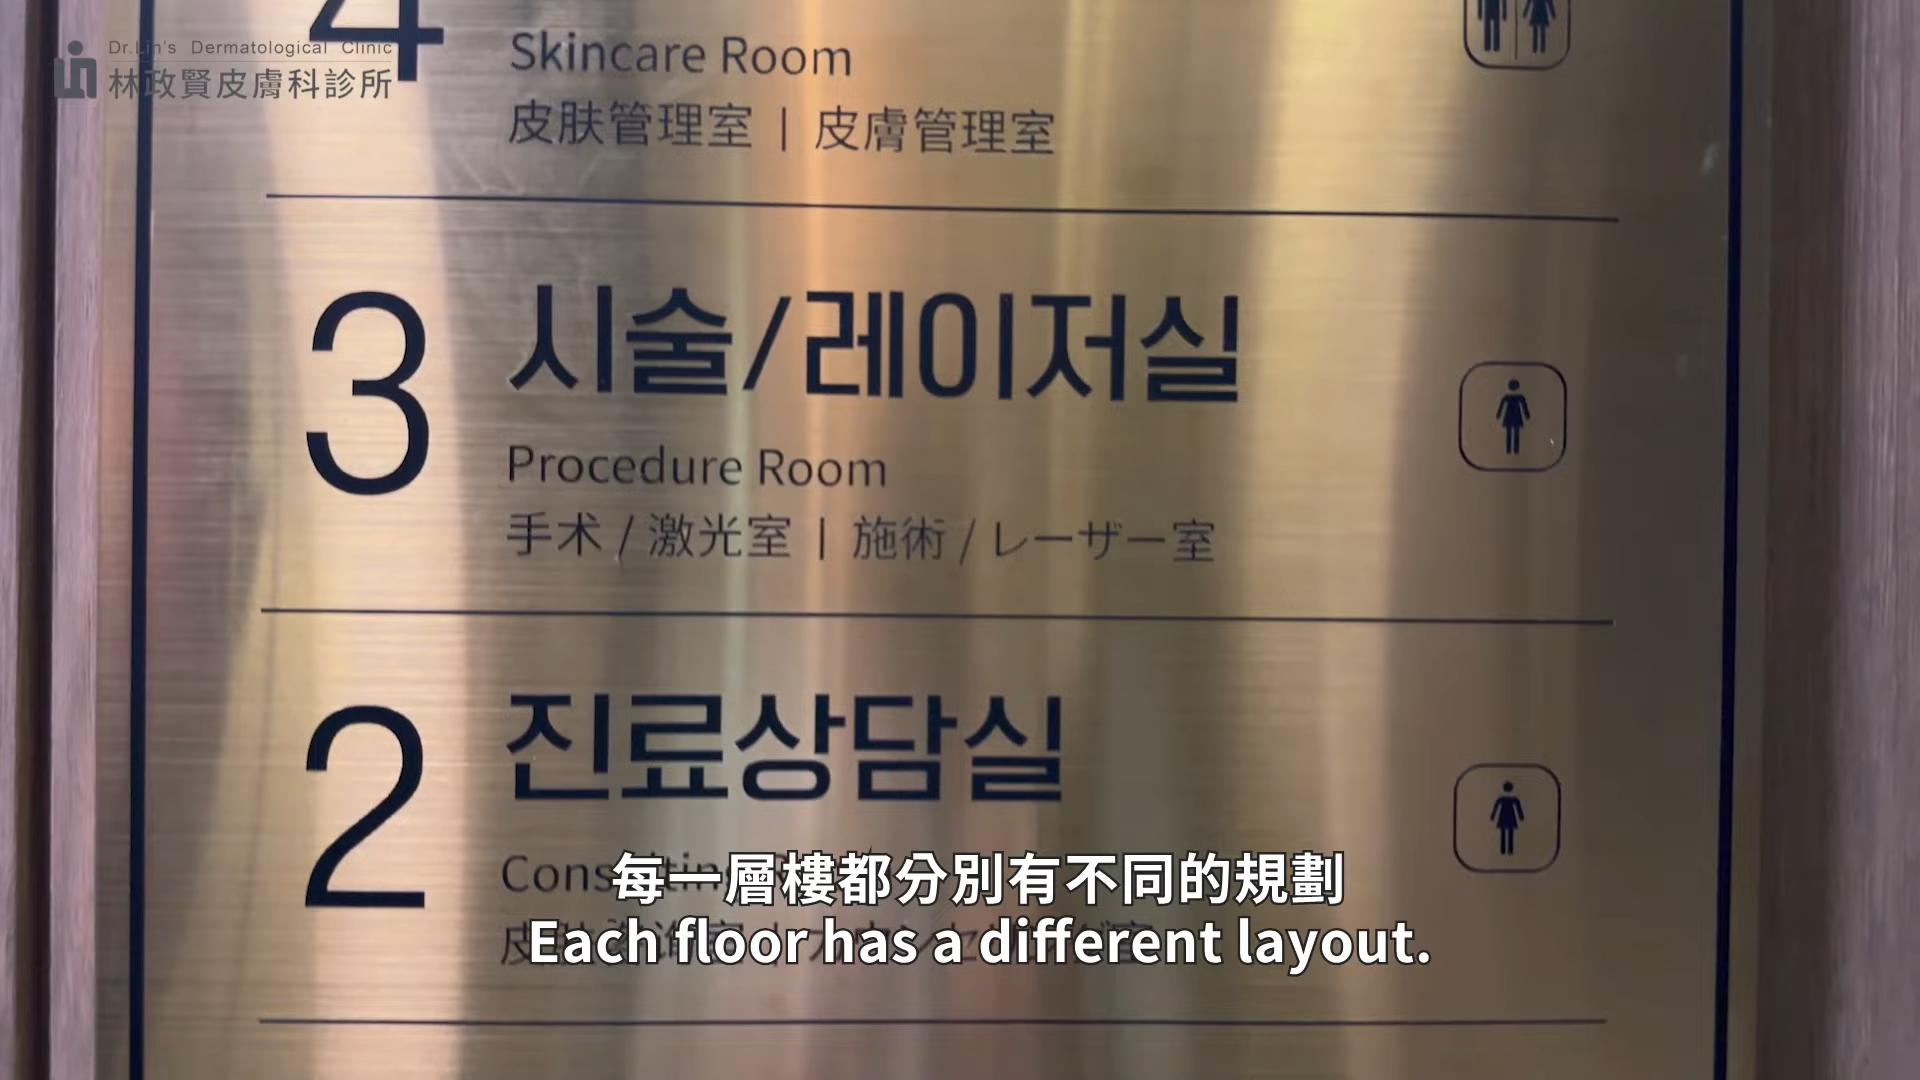 Dr.Lin's Dermatological Clinic
林政賢皮膚科診所
4
Skincare Room
皮肤管理室 | 皮膚管理室
3
시술/레이저실
Procedure Room
手术 / 激光室 | 施術 / レーザー室
2
진료상담실
每一層樓都分別有不同的規劃
Each floor has a different layout.